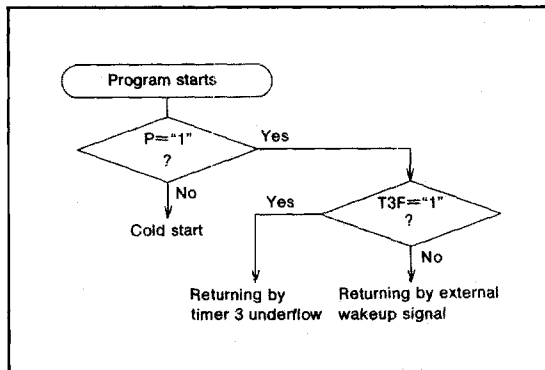 Program starts
P="1"
?
Yes
No
Cold start
T3F="1"
?
Yes
No
Returning by
timer 3 underflow
Returning by external
wakeup signal